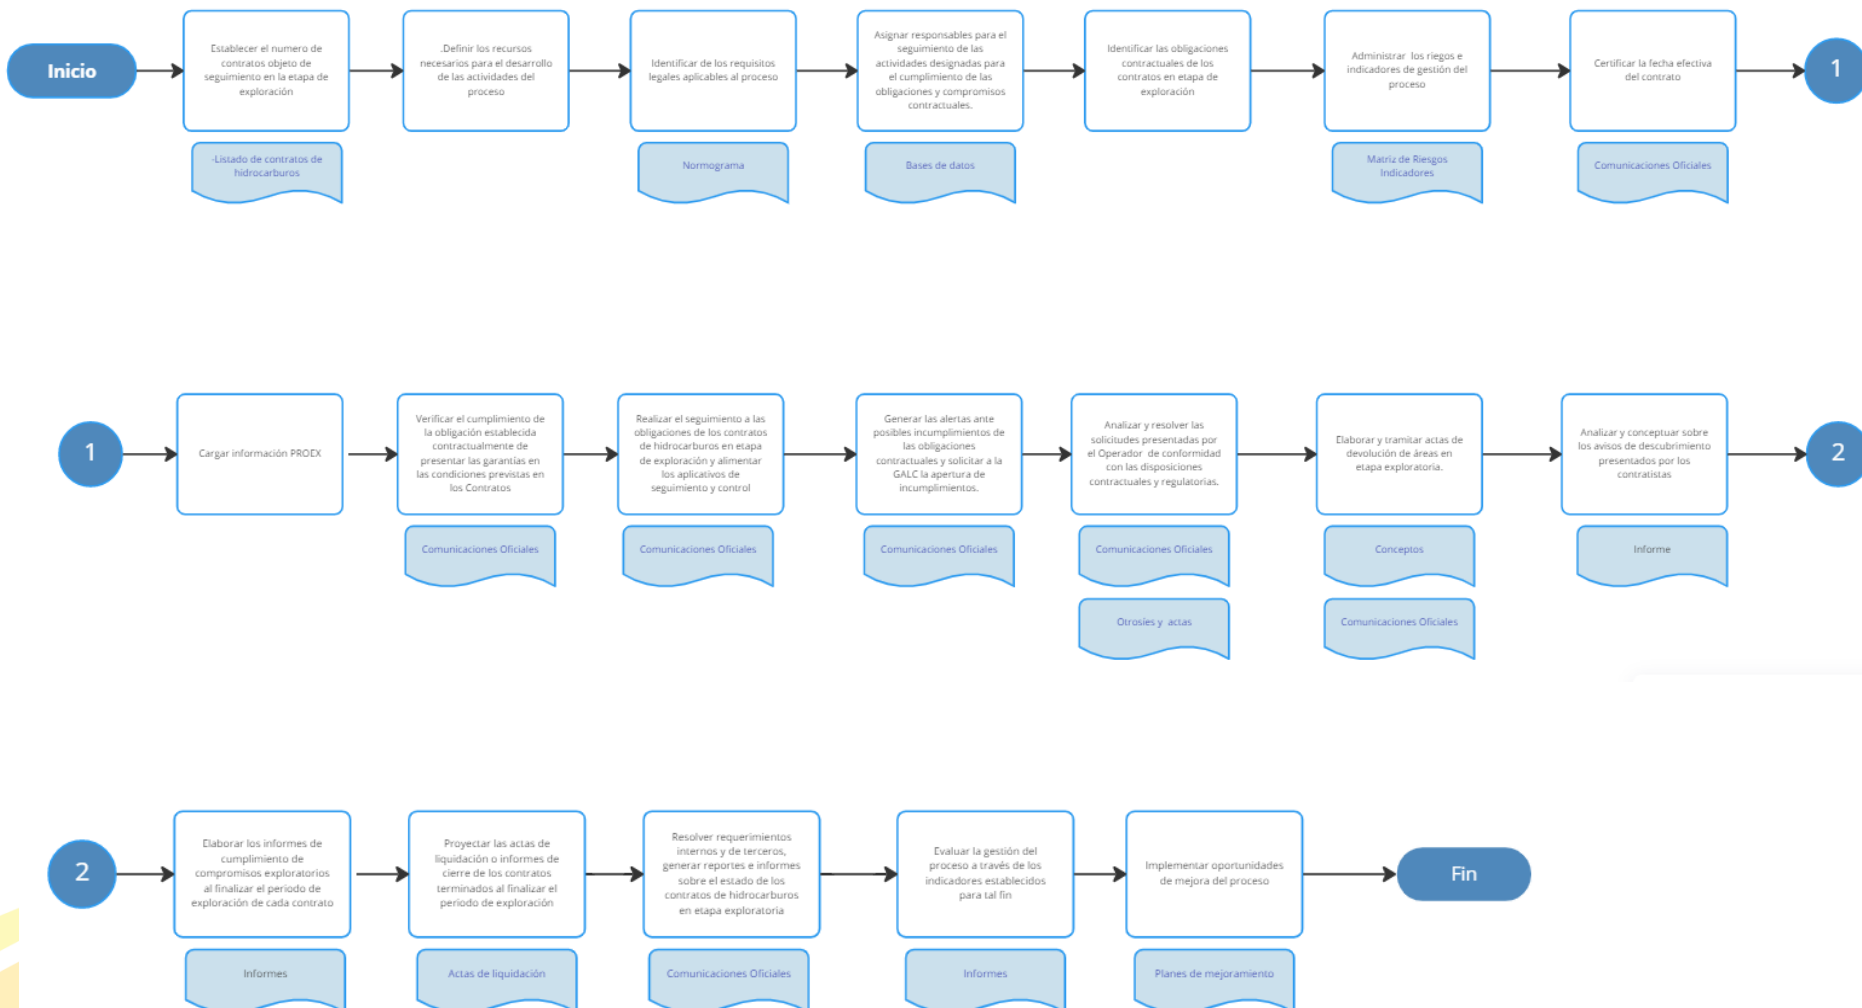 Inicio
Establecer el numero de
contratos objeto de
seguimiento en la etapa de
exploración
-Listado de contratos de
hidrocarburos
.Definir los recursos
necesarios para el desarrollo
de las actividades del
proceso
Identificar de los requisitos
legales aplicables al proceso
Normograma
Asignar responsables para el
seguimiento de las
actividades designadas para
el cumplimiento de las
obligaciones y compromisos
contractuales.
Bases de datos
Identificar las obligaciones
contractuales de los
contratos en etapa de
exploración
Administrar los riegos e
indicadores de gestión del
proceso
Matriz de Riesgos
Indicadores
Certificar la fecha efectiva
del contrato
Comunicaciones Oficiales
1
1
Cargar información PROEX
Verificar el cumplimiento de
la obligación establecida
contractualmente de
presentar las garantías en
las condiciones previstas en
los Contratos
Comunicaciones Oficiales
Realizar el seguimiento a las
obligaciones de los contratos
de hidrocarburos en etapa
de exploración y alimentar
los aplicativos de
seguimiento y control
Comunicaciones Oficiales
Generar las alertas ante
posibles incumplimientos de
las obligaciones
contractuales y solicitar a la
GALC la apertura de
incumplimientos.
Comunicaciones Oficiales
Analizar y resolver las
solicitudes presentadas por
el Operador de conformidad
con las disposiciones
contractuales y regulatorias.
Comunicaciones Oficiales
Otrosíes y actas
Elaborar y tramitar actas de
devolución de áreas en
etapa exploratoria.
Conceptos
Comunicaciones Oficiales
Analizar y conceptuar sobre
los avisos de descubrimiento
presentados por los
contratistas
Informe
2
2
Elaborar los informes de
cumplimiento de
compromisos exploratorios
al finalizar el periodo de
exploración de cada contrato
Informes
Proyectar las actas de
liquidación o informes de
cierre de los contratos
terminados al finalizar el
periodo de exploración
Actas de liquidación
Resolver requerimientos
internos y de terceros,
generar reportes e informes
sobre el estado de los
contratos de hidrocarburos
en etapa exploratoria
Comunicaciones Oficiales
Evaluar la gestión del
proceso a través de los
indicadores establecidos
para tal fin
Informes
Implementar oportunidades
de mejora del proceso
Planes de mejoramiento
Fin